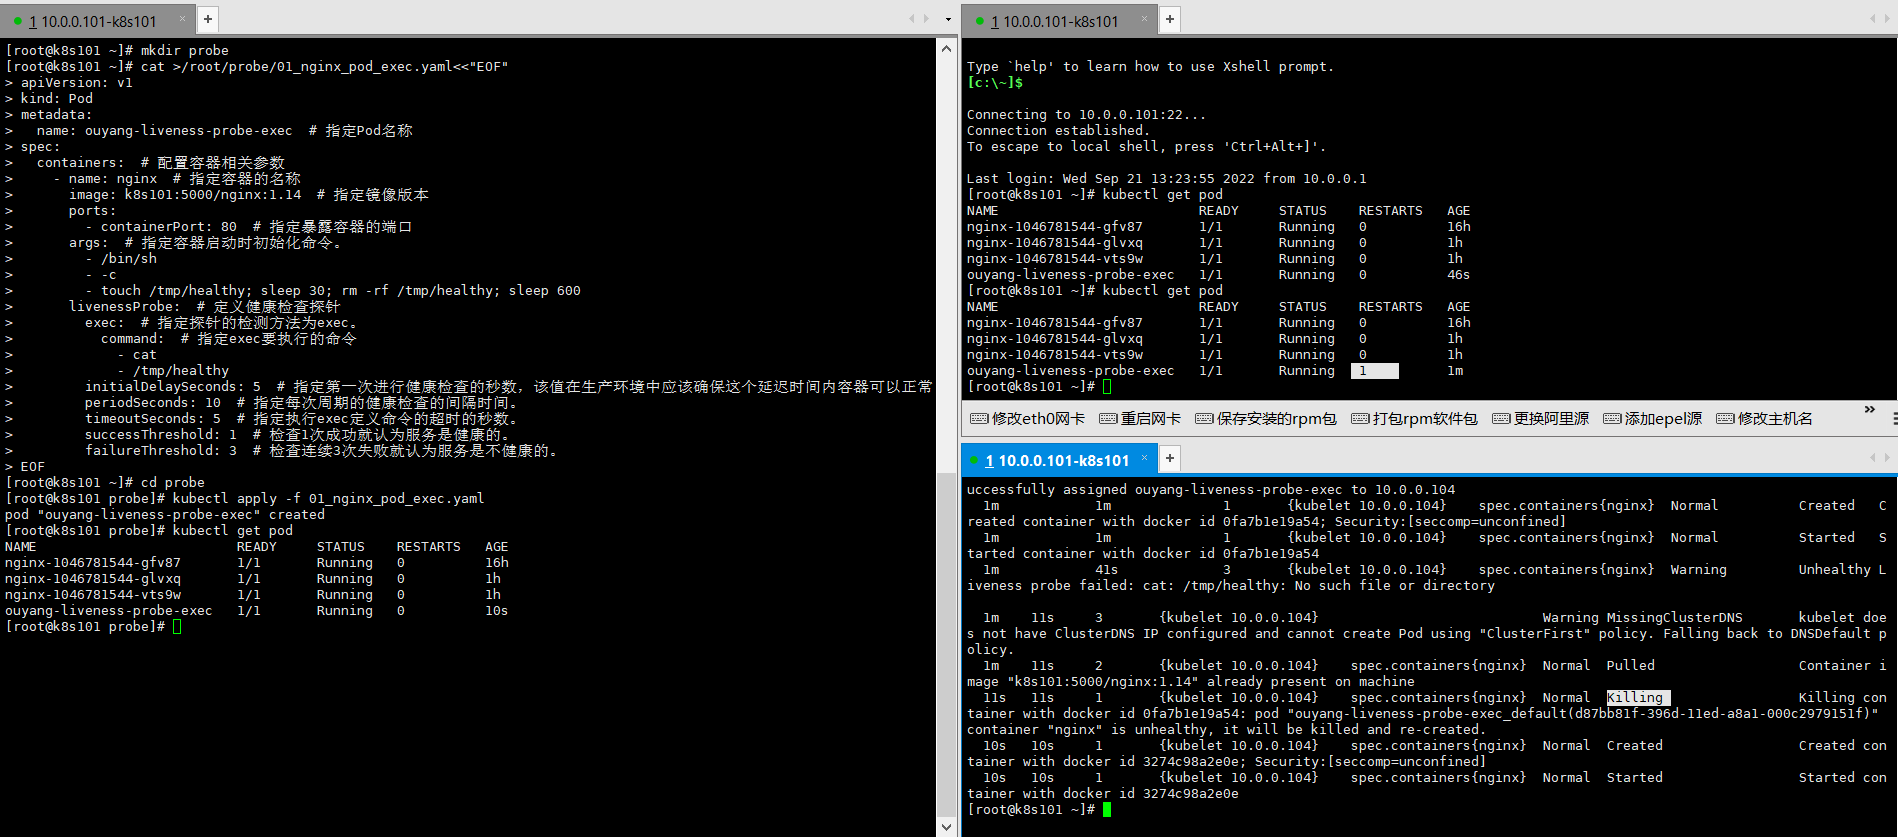 1 10.0.0.101-k8s101 × +
[root@k8s101 ~]# mkdir probe
[root@k8s101 ~]# cat >/root/probe/01_nginx_pod_exec.yaml<<"EOF"
> apiVersion: v1
> kind: Pod
> metadata:
>   name: ouyang-liveness-probe-exec  # 指定Pod名称
> spec:
>   containers:  # 配置容器相关参数
>     - name: nginx  # 指定容器的名称
>       image: k8s101:5000/nginx:1.14  # 指定镜像版本
>       ports:
>         - containerPort: 80  # 指定暴露容器的端口
>       args:  # 指定容器启动时初始化命令。
>         - /bin/sh
>         - -c
>         - touch /tmp/healthy; sleep 30; rm -rf /tmp/healthy; sleep 600
>       livenessProbe:  # 定义健康检查探针
>         exec:  # 指定探针的检测方法为exec。
>           command:  # 指定exec要执行的命令
>             - cat
>             - /tmp/healthy
>         initialDelaySeconds: 5  # 指定第一次进行健康检查的秒数，该值在生产环境中应该确保这个延迟时间内容器可以正常
>         periodSeconds: 10  # 指定每次周期的健康检查的间隔时间。
>         timeoutSeconds: 5  # 指定执行exec定义命令的超时的秒数。
>         successThreshold: 1  # 检查1次成功就认为服务是健康的。
>         failureThreshold: 3  # 检查连续3次失败就认为服务是不健康的。
> EOF
[root@k8s101 ~]# cd probe
[root@k8s101 probe]# kubectl apply -f 01_nginx_pod_exec.yaml
pod "ouyang-liveness-probe-exec" created
[root@k8s101 probe]# kubectl get pod
NAME                         READY     STATUS    RESTARTS   AGE
nginx-1046781544-gfv87       1/1       Running   0          16h
nginx-1046781544-glvxq       1/1       Running   0          1h
nginx-1046781544-vts9w       1/1       Running   0          1h
ouyang-liveness-probe-exec   1/1       Running   0          10s
[root@k8s101 probe]#
1 10.0.0.101-k8s101 × +
Type `help' to learn how to use Xshell prompt.
[c:\~]$
Connecting to 10.0.0.101:22...
Connection established.
To escape to local shell, press 'Ctrl+Alt+]'.
Last login: Wed Sep 21 13:23:55 2022 from 10.0.0.1
[root@k8s101 ~]# kubectl get pod
NAME                         READY     STATUS    RESTARTS   AGE
nginx-1046781544-gfv87       1/1       Running   0          16h
nginx-1046781544-glvxq       1/1       Running   0          1h
nginx-1046781544-vts9w       1/1       Running   0          1h
ouyang-liveness-probe-exec   1/1       Running   0          46s
[root@k8s101 ~]# kubectl get pod
NAME                         READY     STATUS    RESTARTS   AGE
nginx-1046781544-gfv87       1/1       Running   0          16h
nginx-1046781544-glvxq       1/1       Running   0          1h
nginx-1046781544-vts9w       1/1       Running   0          1h
ouyang-liveness-probe-exec   1/1       Running   1          1m
[root@k8s101 ~]#
修改eth0网卡 重启网卡 保存安装的rpm包 打包rpm软件包 更换阿里源 添加epel源 修改主机名 »
1 10.0.0.101-k8s101 × +
uccessfully assigned ouyang-liveness-probe-exec to 10.0.0.104
  1m            1m              1       {kubelet 10.0.0.104}    spec.containers{nginx}  Normal          Created   C
reated container with docker id 0fa7b1e19a54; Security:[seccomp=unconfined]
  1m            1m              1       {kubelet 10.0.0.104}    spec.containers{nginx}  Normal          Started   S
tarted container with docker id 0fa7b1e19a54
  1m            41s             3       {kubelet 10.0.0.104}    spec.containers{nginx}  Warning         Unhealthy L
iveness probe failed: cat: /tmp/healthy: No such file or directory
  1m    11s     3       {kubelet 10.0.0.104}                            Warning MissingClusterDNS       kubelet doe
s not have ClusterDNS IP configured and cannot create Pod using "ClusterFirst" policy. Falling back to DNSDefault p
olicy.
  1m    11s     2       {kubelet 10.0.0.104}    spec.containers{nginx}  Normal  Pulled                  Container i
mage "k8s101:5000/nginx:1.14" already present on machine
  11s   11s     1       {kubelet 10.0.0.104}    spec.containers{nginx}  Normal  Killing                 Killing con
tainer with docker id 0fa7b1e19a54: pod "ouyang-liveness-probe-exec_default(d87bb81f-396d-11ed-a8a1-000c2979151f)"
container "nginx" is unhealthy, it will be killed and re-created.
  10s   10s     1       {kubelet 10.0.0.104}    spec.containers{nginx}  Normal  Created                 Created con
tainer with docker id 3274c98a2e0e; Security:[seccomp=unconfined]
  10s   10s     1       {kubelet 10.0.0.104}    spec.containers{nginx}  Normal  Started                 Started con
tainer with docker id 3274c98a2e0e
[root@k8s101 ~]#